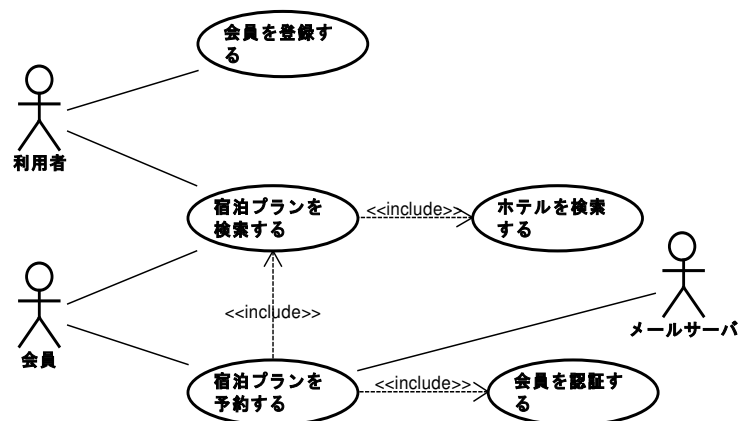 会員を登録す
る
利用者
宿泊プランを
検索する
<<include>>
ホテルを検索
する
<<include>>
メールサーバ
会員
宿泊プランを
予約する
<<include>>
会員を認証す
る